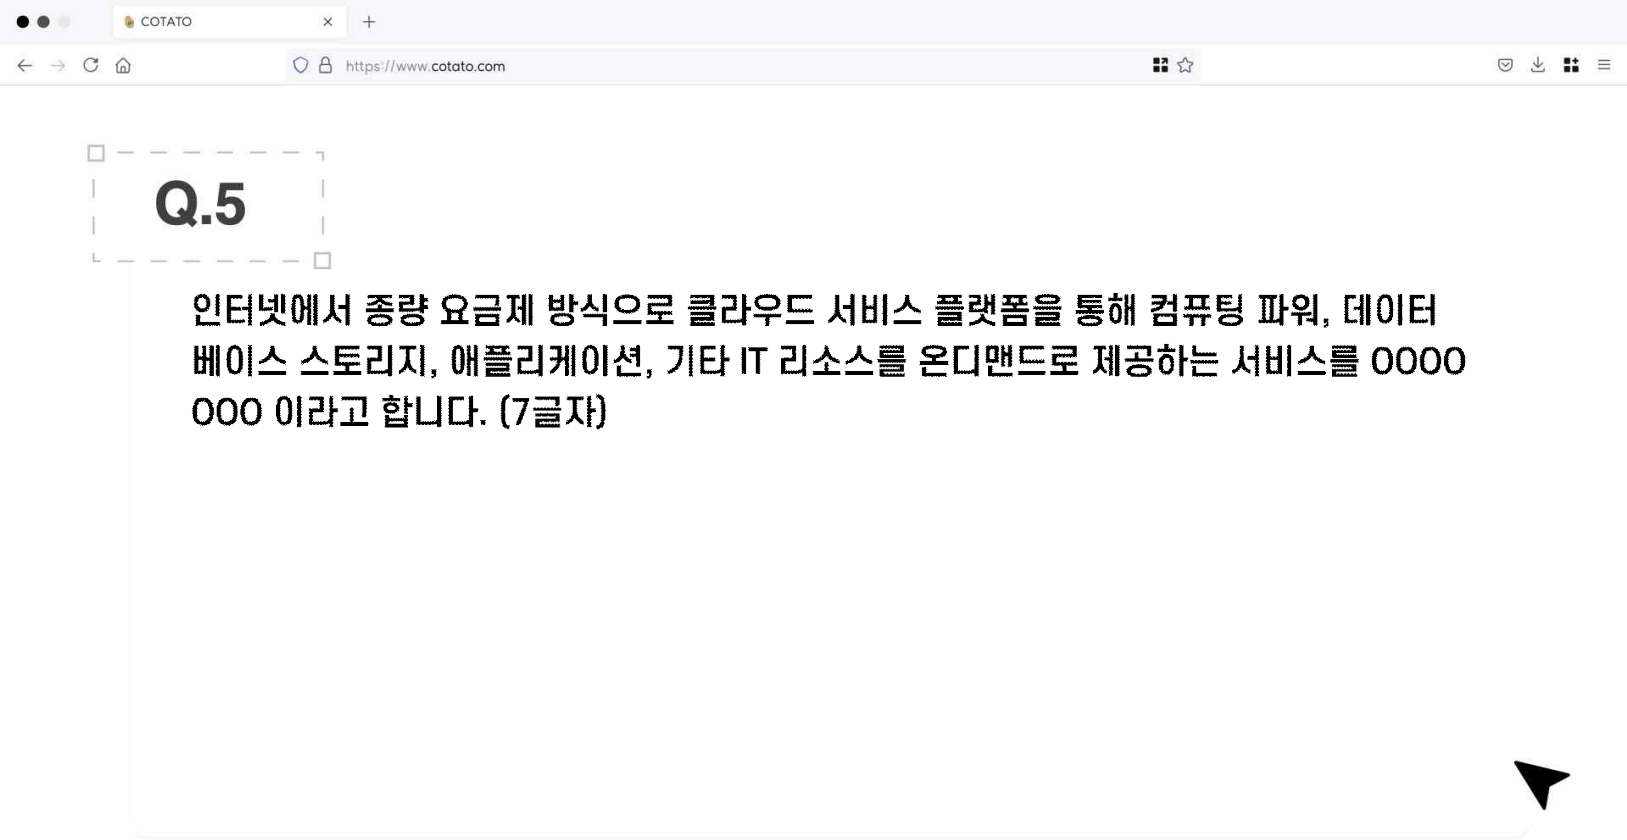 COTATO
https://www.cotato.com
Q.5
인터넷에서 종량 요금제 방식으로 클라우드 서비스 플랫폼을 통해 컴퓨팅 파워, 데이터
베이스 스토리지, 애플리케이션, 기타 IT 리소스를 온디맨드로 제공하는 서비스를 OOOO
OOO 이라고 합니다. (7글자)